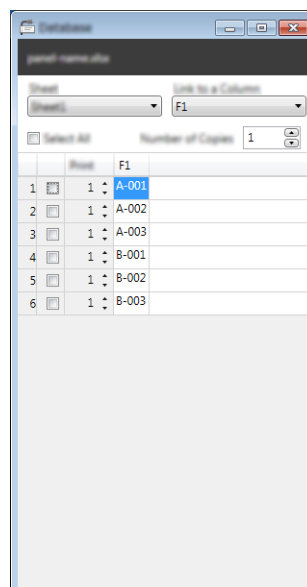 Database
panel-name.xlsx
Sheet Link to a Column
Sheet1 F1
Select All Number of Copies 1
Print F1
1 1 A-001
2 1 A-002
3 1 A-003
4 1 B-001
5 1 B-002
6 1 B-003